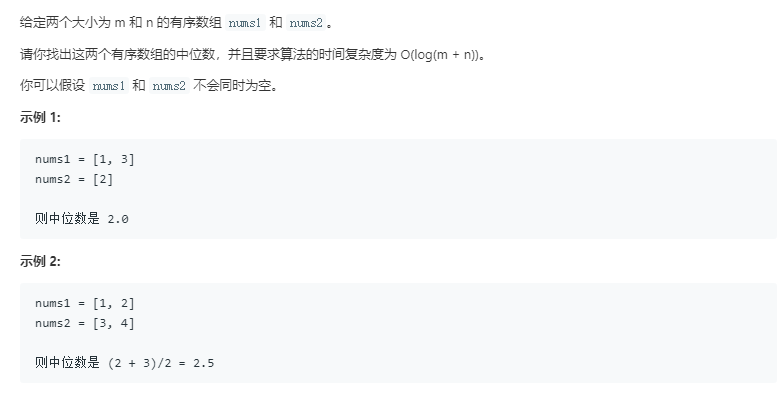 给定两个大小为 m 和 n 的有序数组 nums1 和 nums2 。
请你找出这两个有序数组的中位数，并且要求算法的时间复杂度为 O(log(m + n))。
你可以假设 nums1 和 nums2 不会同时为空。
示例 1:
nums1 = [1, 3]
nums2 = [2]
则中位数是 2.0
示例 2:
nums1 = [1, 2]
nums2 = [3, 4]
则中位数是 (2 + 3)/2 = 2.5